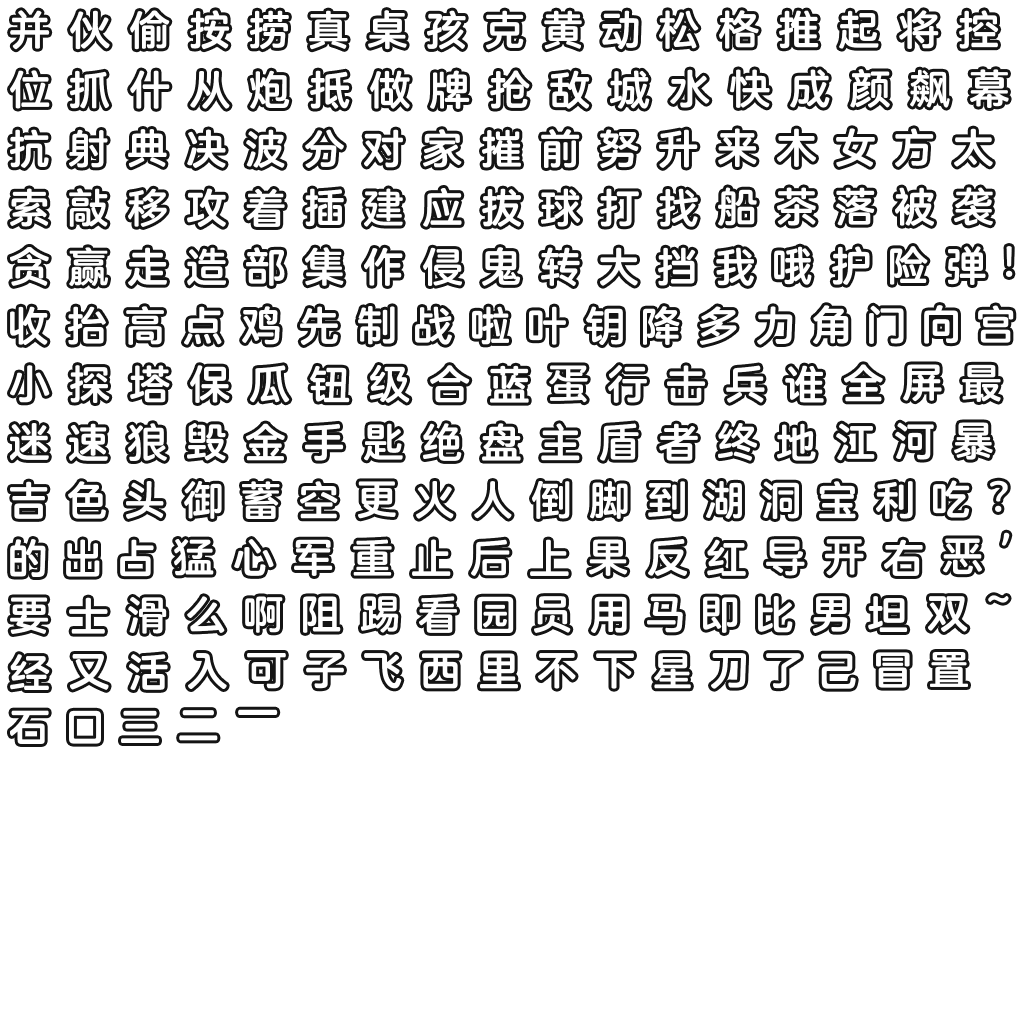 并伙偷按捞真桌孩克黄动松格推起将控
位抓什从炮抵做牌抢敌城水快成颜飙幕
抗射典决波分对家摧前努升来木女方太
索敲移攻着插建应拔球打找船茶落被袭
贪赢走造部集作侵鬼转大挡我哦护险弹!
收抬高点鸡先制战啦叶钥降多力角门向宫
小探塔保瓜钮级合蓝蛋行击兵谁全屏最
迷速狼毁金手匙绝盘主盾者终地江河暴
吉色头御蓄空更火人倒脚到湖洞宝利吃?
的出占猛心军重止后上果反红导开右恶,
要士滑么啊阻踢看园员用马即比男坦双~
经又活入可子飞西里不下星刀了己冒置
石口三二一